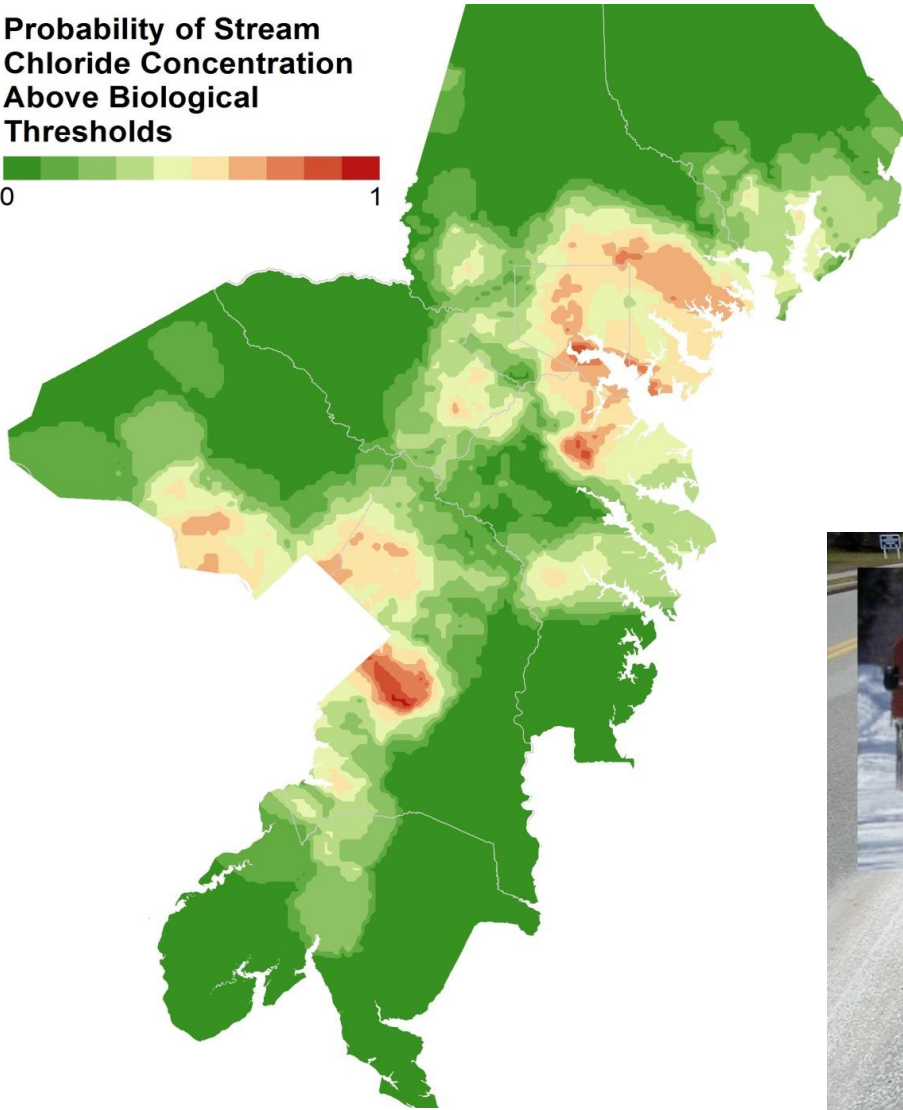 Probability of Stream
Chloride Concentration
Above Biological
Thresholds
0 1